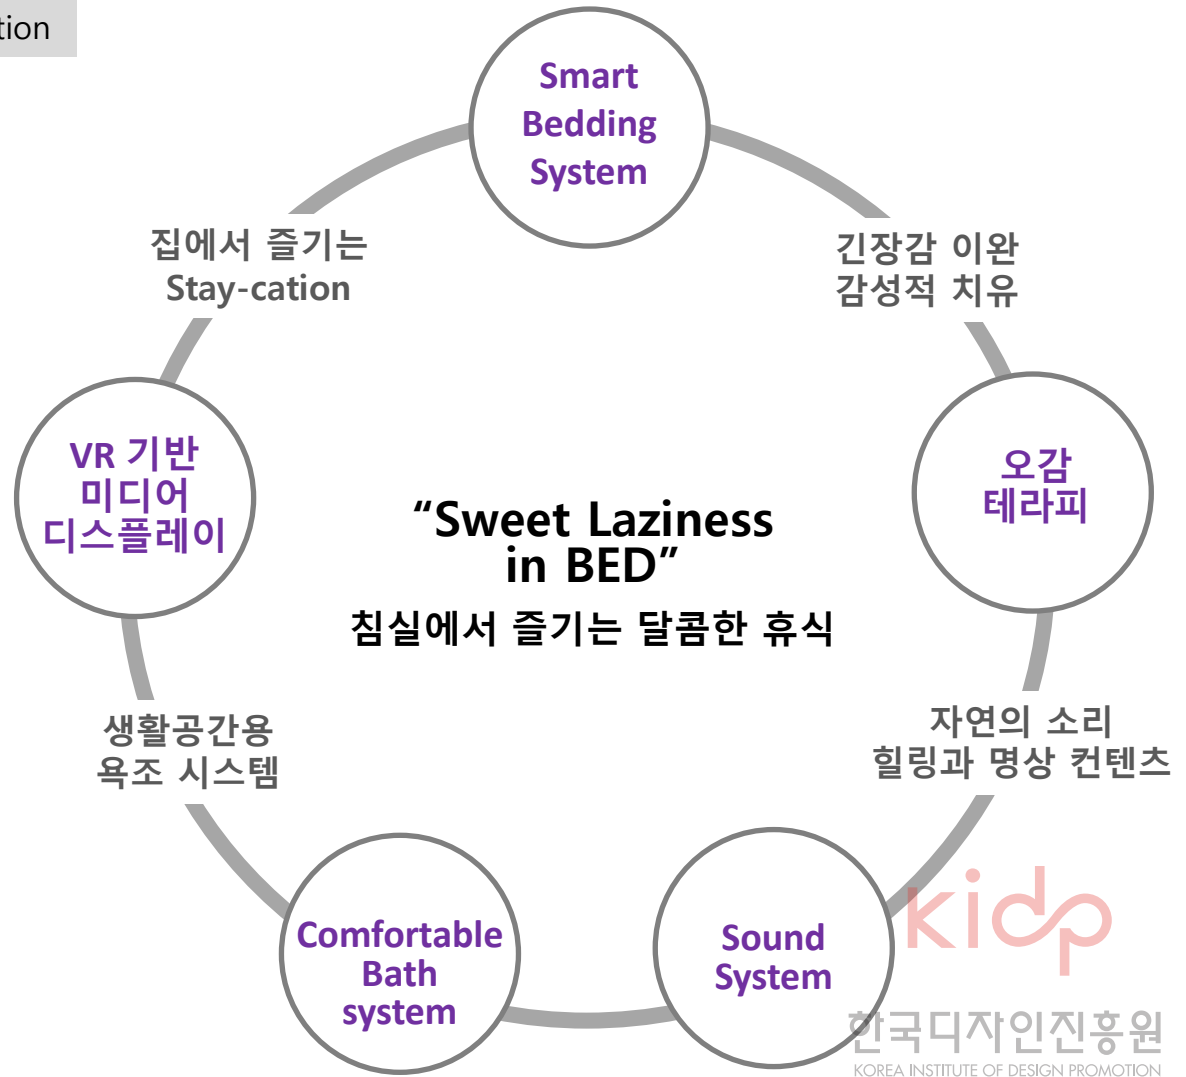 tion
Smart
Bedding
System
집에서 즐기는
Stay-cation
긴장감 이완
감성적 치유
VR 기반
미디어
디스플레이
오감
테라피
“Sweet Laziness
in BED”
침실에서 즐기는 달콤한 휴식
생활공간용
욕조 시스템
자연의 소리
힐링과 명상 컨텐츠
Comfortable
Bath
system
Sound
System
kidp
한국디자인진흥원
KOREA INSTITUTE OF DESIGN PROMOTION